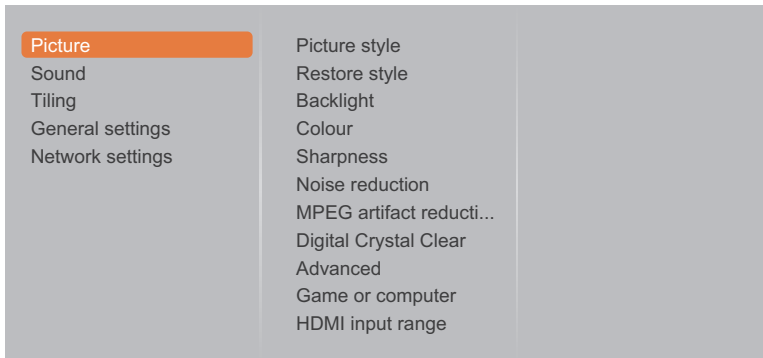 Picture
Sound
Tiling
General settings
Network settings
Picture style
Restore style
Backlight
Colour
Sharpness
Noise reduction
MPEG artifact reducti...
Digital Crystal Clear
Advanced
Game or computer
HDMI input range